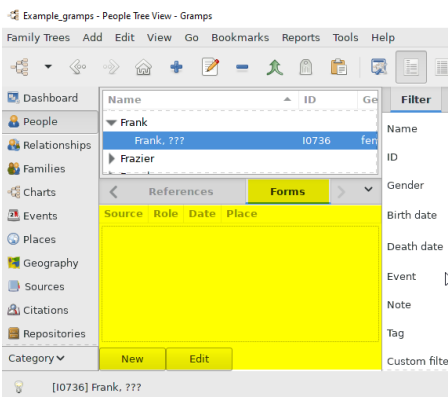 Example_gramps - People Tree View - Gramps
Family Trees Add Edit View Go Bookmarks Reports Tools Help
Dashboard
People
Relationships
Families
Charts
Events
Places
Geography
Sources
Citations
Repositories
Category
Name ID Ge
Frank
Frank, ??? I0736 fen
Frazier
References Forms
Source Role Date Place
New Edit
Filter
Name
ID
Gender
Birth date
Death date
Event
Note
Tag
Custom filte
[I0736] Frank, ???